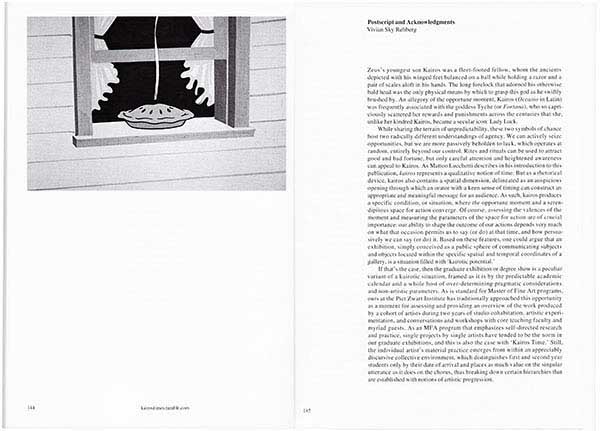 144
kairostimes.tumblr.com
Postscript and Acknowledgments
Vivian Sky Rehberg
Zeus's youngest son Kairos was a fleet-footed fellow, whom the ancients
depicted with his winged feet balanced on a ball while holding a razor and a
pair of scales aloft in his hands. The long forelock that adorned his otherwise
bald head was the only physical means by which to grasp this god as he swiftly
brushed by. An allegory of the opportune moment, Kairos (Occasio in Latin)
was frequently associated with the goddess Tyche (or Fortuna), who so capri-
ciously scattered her rewards and punishments across the centuries that she,
unlike her kindred Kairos, became a secular icon: Lady Luck.
While sharing the terrain of unpredictability, these two symbols of chance
host two radically different understandings of agency. We can actively seize
opportunities, but we are more passively beholden to luck, which operates at
random, entirely beyond our control. Rites and rituals can be used to attract
good and bad fortune, but only careful attention and heightened awareness
can appeal to Kairos. As Matteo Lucchetti describes in his introduction to this
publication, kairos represents a qualitative notion of time. But as a rhetorical
device, kairos also contains a spatial dimension, delineated as an auspicious
opening through which an orator with a keen sense of timing can construct an
appropriate and meaningful message for an audience. As such, kairos produces
a specific condition, or situation, where the opportune moment and a seren-
dipitous space for action converge. Of course, assessing the valences of the
moment and measuring the parameters of the space for action are of crucial
importance: our ability to shape the outcome of our actions depends very much
on what that occasion permits us to say (or do) at that time, and how persua-
sively we can say (or do) it. Based on these features, one could argue that an
exhibition, simply conceived as a public sphere of communicating subjects
and objects located within the specific spatial and temporal coordinates of a
gallery, is a situation filled with 'kairotic potential.'
If that's the case, then the graduate exhibition or degree show is a peculiar
variant of a kairotic situation, framed as it is by the predictable academic
calendar and a whole host of over-determining pragmatic considerations
and non-artistic parameters. As is standard for Master of Fine Art programs,
ours at the Piet Zwart Institute has traditionally approached this opportunity
as a moment for assessing and providing an overview of the work produced
by a cohort of artists during two years of studio cohabitation, artistic experi-
mentation, and conversations and workshops with core teaching faculty and
myriad guests. As an MFA program that emphasizes self-directed research
and practice, single projects by single artists have tended to be the norm in
our graduate exhibitions, and this is also the case with 'Kairos Time.' Still,
the individual artist's material practice emerges from within an appreciably
discursive collective environment, which distinguishes first and second year
students only by their date of arrival and places as much value on the singular
utterance as it does on the chorus, thus breaking down certain hierarchies that
are established with notions of artistic progression.
145